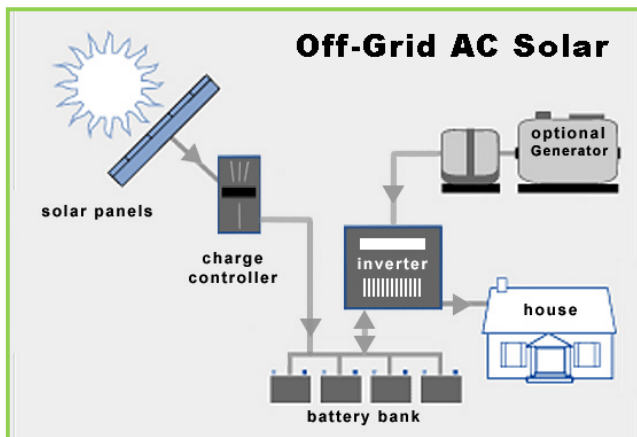 Off-Grid AC Solar
optional
Generator
solar panels
charge
controller
inverter
house
battery bank